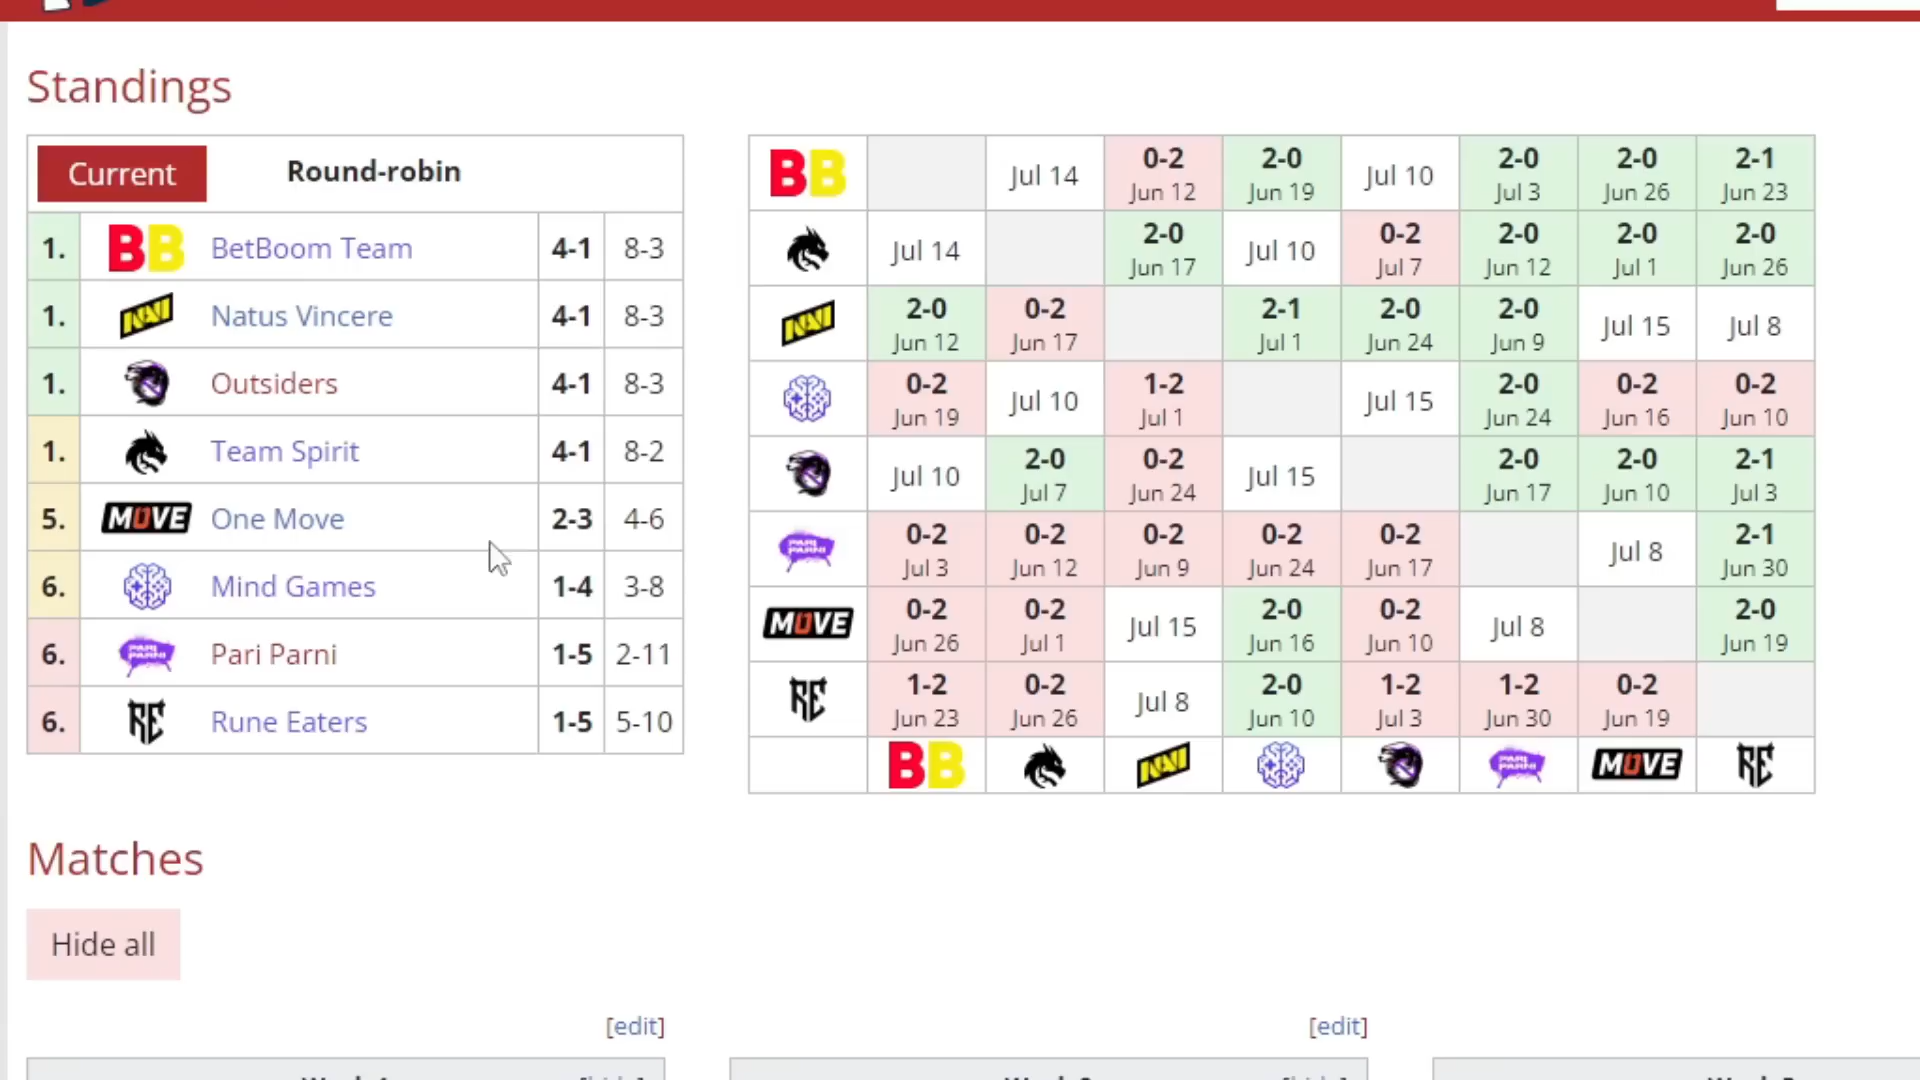 Standings
Current Round-robin
1. BB BetBoom Team 4-1 8-3
1. NAVI Natus Vincere 4-1 8-3
1. Outsiders 4-1 8-3
1. Team Spirit 4-1 8-2
5. MOVE One Move 2-3 4-6
6. Mind Games 1-4 3-8
6. PARI PARNI Pari Parni 1-5 2-11
6. RE Rune Eaters 1-5 5-10
BB Jul 14 0-2 2-0 Jul 10 2-0 2-0 2-1
Jun 12 Jun 19 Jul 3 Jun 26 Jun 23
Jul 14 2-0 Jul 10 0-2 2-0 2-0 2-0
Jun 17 Jul 7 Jun 12 Jul 1 Jun 26
NAVI 2-0 0-2 2-1 2-0 2-0 Jul 15 Jul 8
Jun 12 Jun 17 Jul 1 Jun 24 Jun 9
0-2 Jul 10 1-2 Jul 15 2-0 0-2 0-2
Jun 19 Jul 1 Jun 24 Jun 16 Jun 10
Jul 10 2-0 0-2 Jul 15 2-0 2-0 2-1
Jul 7 Jun 24 Jun 17 Jun 10 Jul 3
PARI PARNI 0-2 0-2 0-2 0-2 0-2 Jul 8 2-1
Jul 3 Jun 12 Jun 9 Jun 24 Jun 17 Jun 30
MOVE 0-2 0-2 Jul 15 2-0 0-2 Jul 8 2-0
Jun 26 Jul 1 Jun 16 Jun 10 Jun 19
RE 1-2 0-2 Jul 8 2-0 1-2 1-2 0-2
Jun 23 Jun 26 Jun 10 Jul 3 Jun 30 Jun 19
BB NAVI PARI PARNI MOVE RE
Matches
Hide all
[edit] [edit]